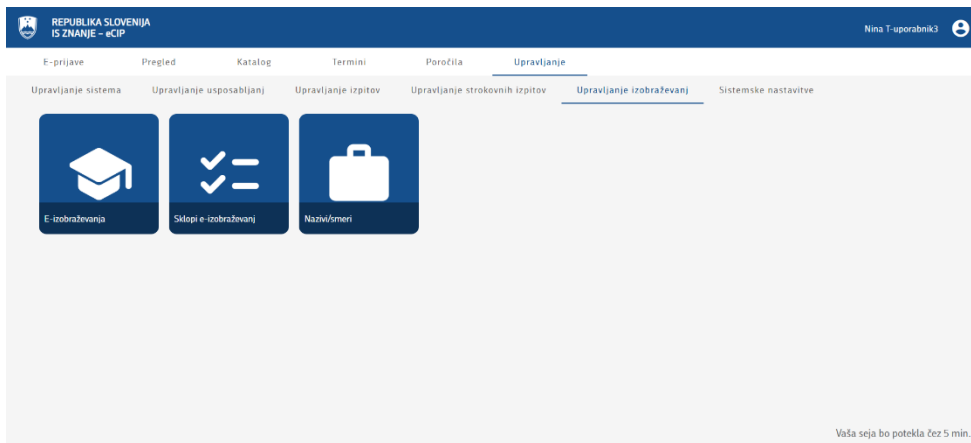 REPUBLIKA SLOVENIJA
IS ZNANJE – eCIP
Nina T-uporabnik3
E-prijave Pregled Katalog Termini Poročila Upravljanje
Upravljanje sistema Upravljanje usposabljanj Upravljanje izpitov Upravljanje strokovnih izpitov Upravljanje izobraževanj Sistemske nastavitve
E-izobraževanja Sklopi e-izobraževanj Nazivi/smeri
Vaša seja bo potekla čez 5 min.